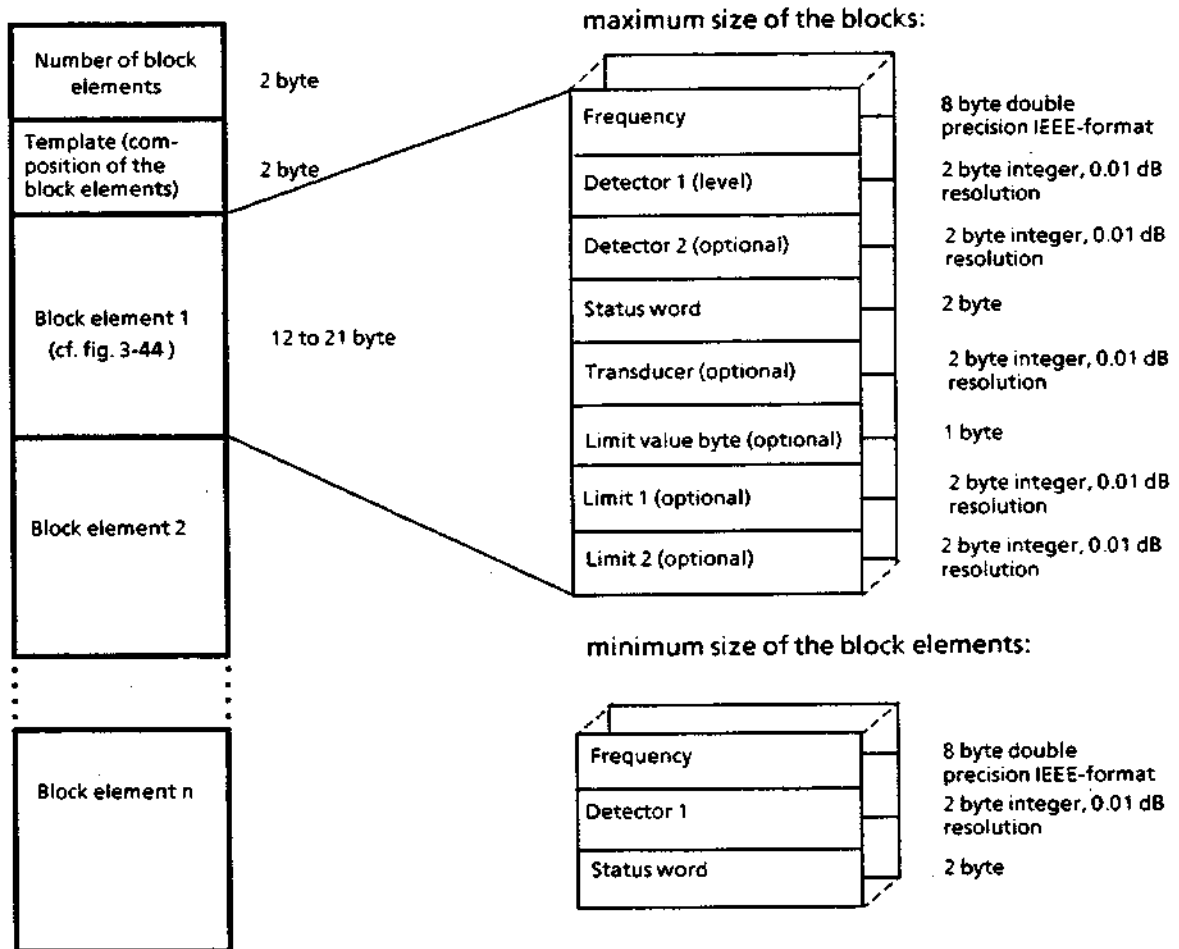 Number of block
elements
2 byte
Template (com-
position of the
block elements)
2 byte
Block element 1
(cf. fig. 3-44 )
12 to 21 byte
Block element 2
Block element n
maximum size of the blocks:
Frequency
8 byte double
precision IEEE-format
Detector 1 (level)
2 byte integer, 0.01 dB
resolution
Detector 2 (optional)
2 byte integer, 0.01 dB
resolution
Status word
2 byte
Transducer (optional)
2 byte integer, 0.01 dB
resolution
Limit value byte (optional)
1 byte
Limit 1 (optional)
2 byte integer, 0.01 dB
resolution
Limit 2 (optional)
2 byte integer, 0.01 dB
resolution
minimum size of the block elements:
Frequency
8 byte double
precision IEEE-format
Detector 1
2 byte integer, 0.01 dB
resolution
Status word
2 byte